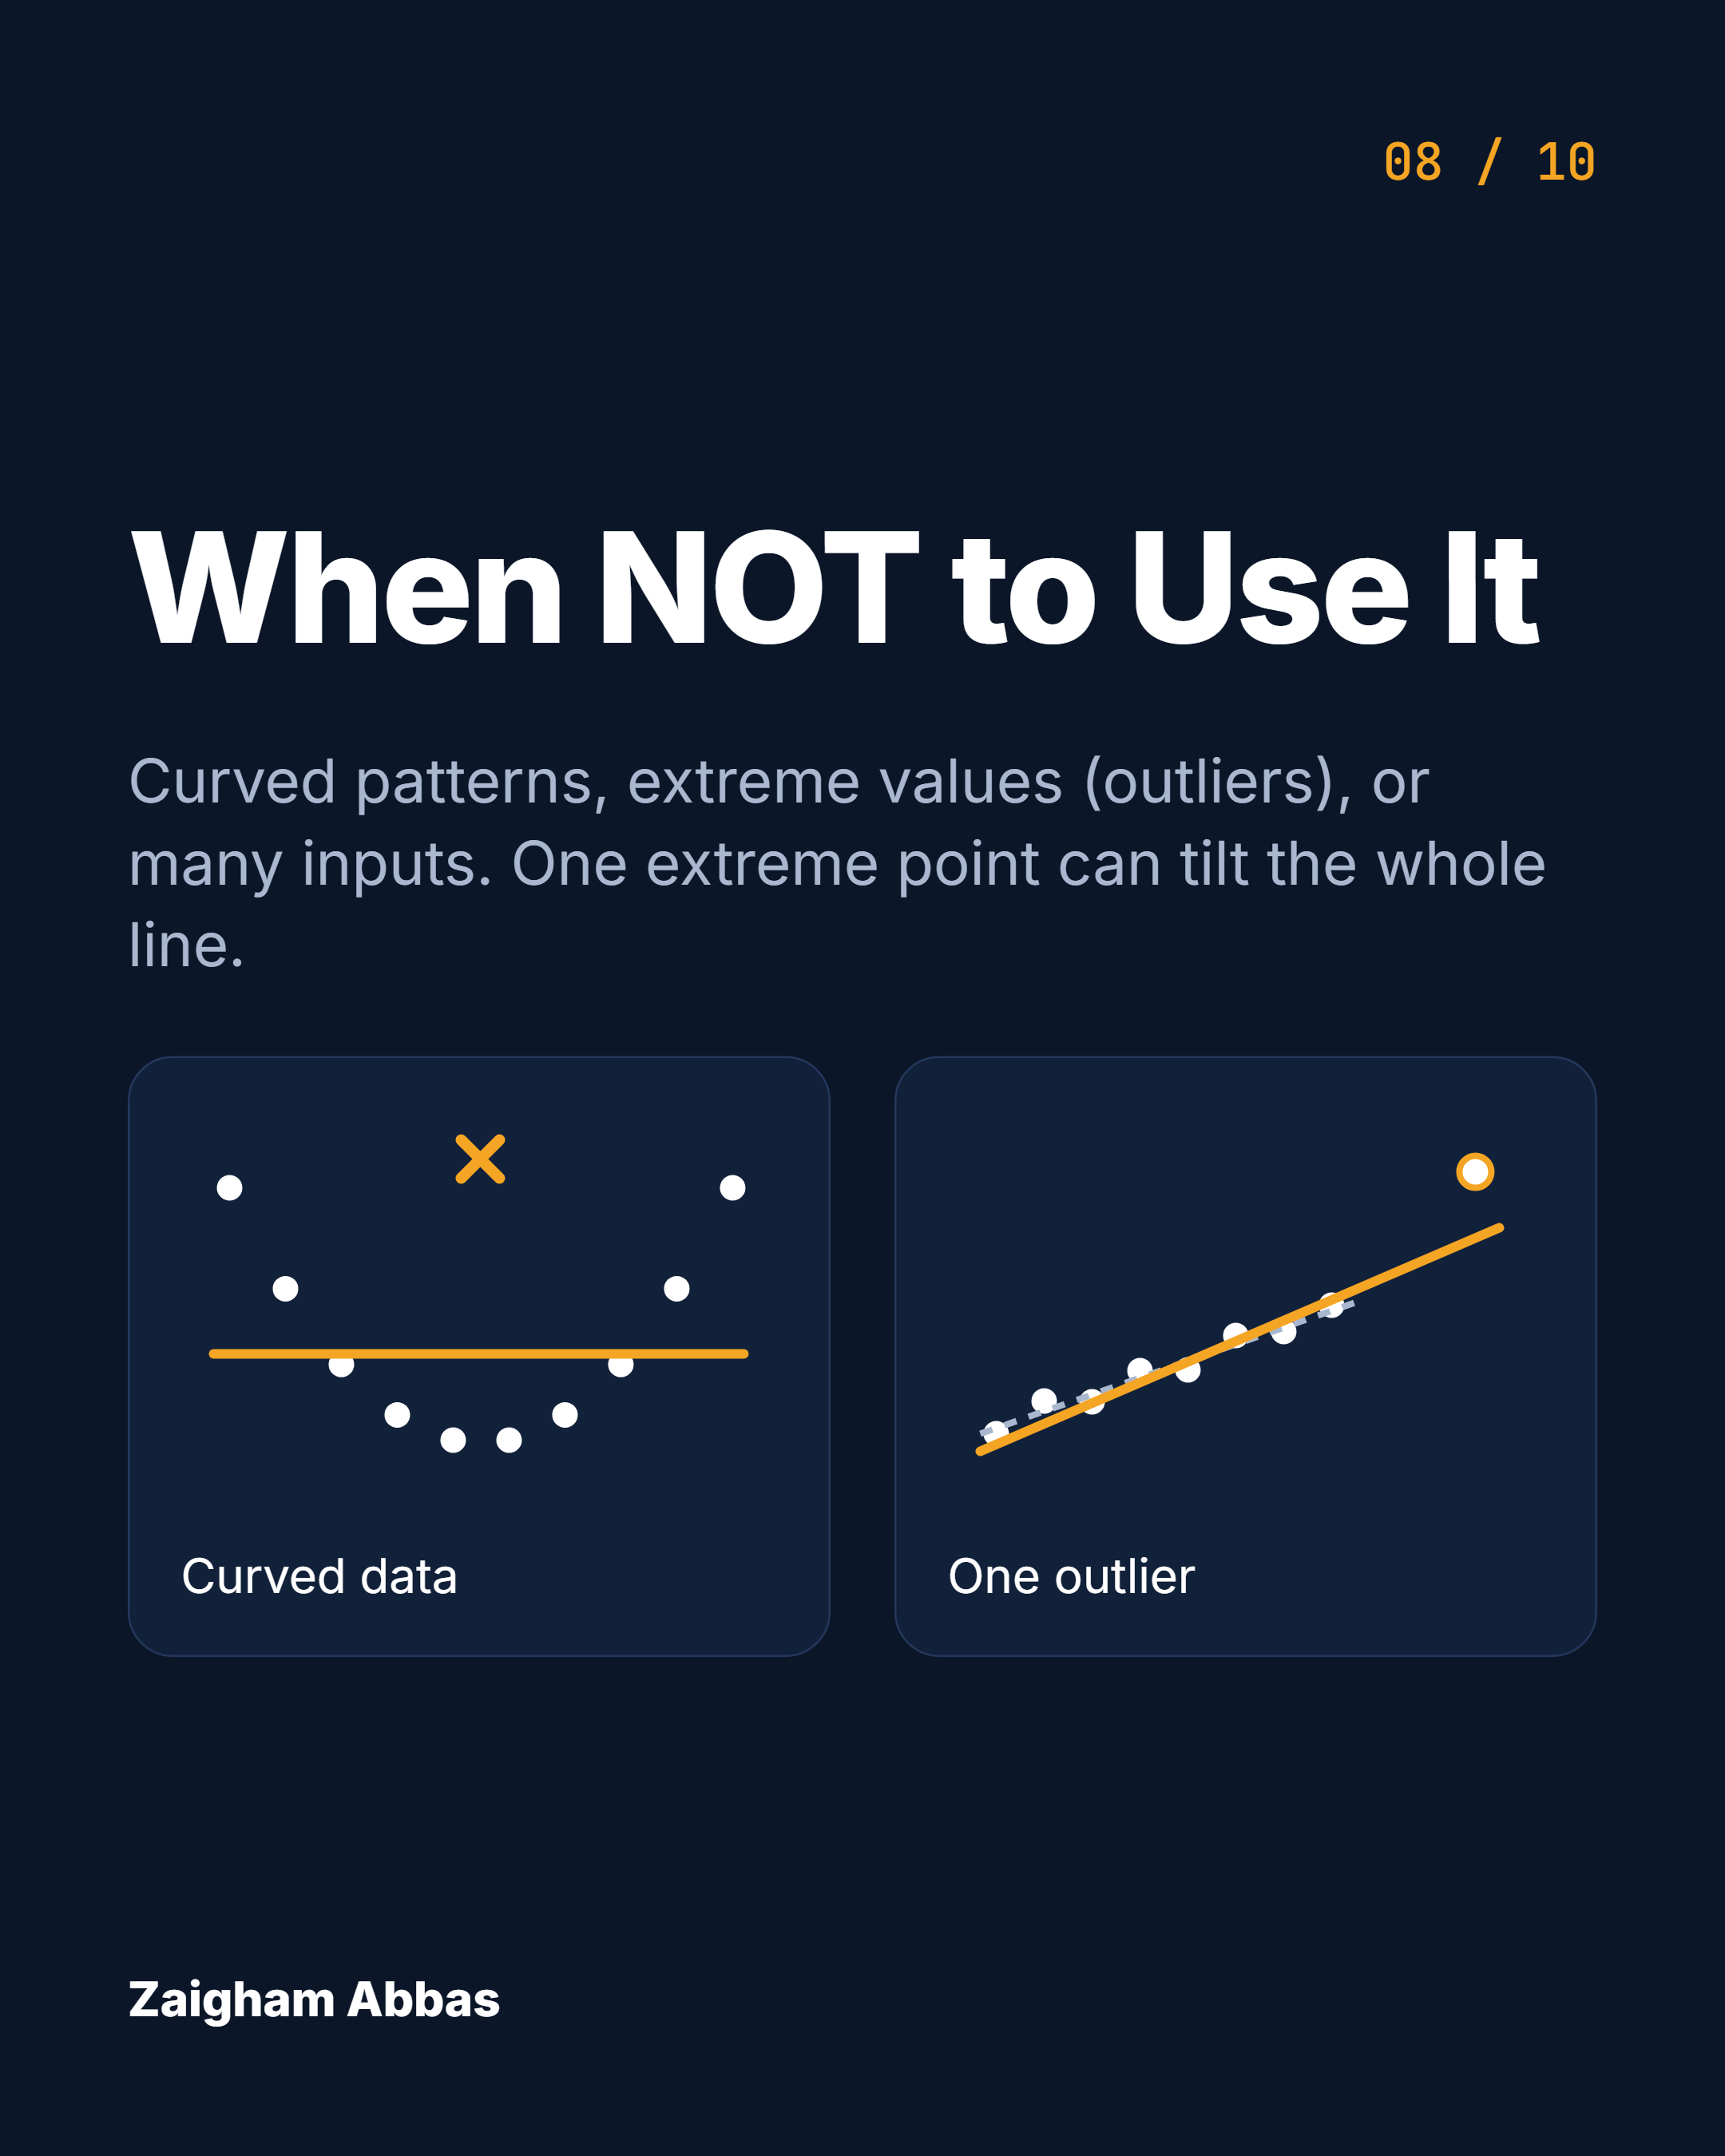 08 / 10
When NOT to Use It
Curved patterns, extreme values (outliers), or
many inputs. One extreme point can tilt the whole
line.
Curved data
One outlier
Zaigham Abbas